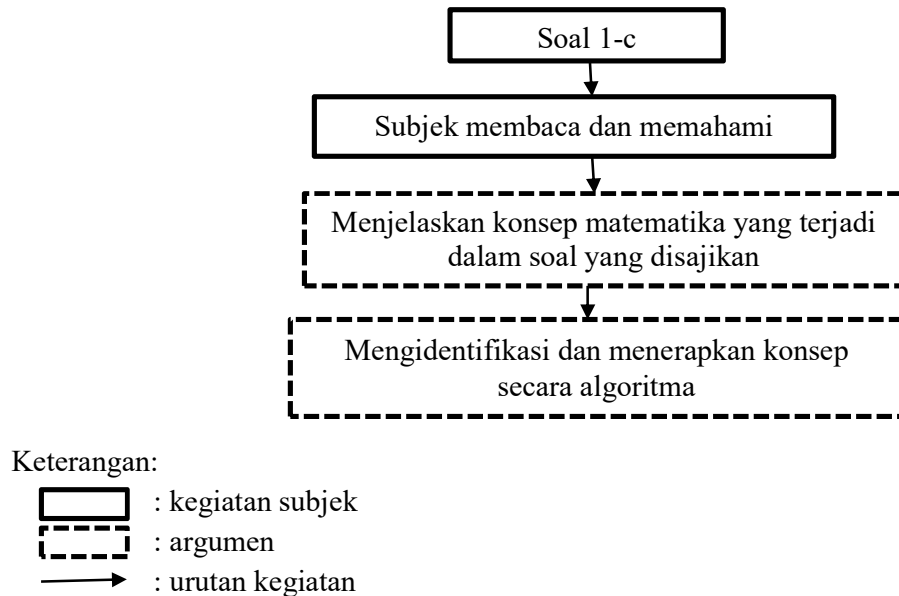 Soal 1-c
Subjek membaca dan memahami
Menjelaskan konsep matematika yang terjadi
dalam soal yang disajikan
Mengidentifikasi dan menerapkan konsep
secara algoritma
Keterangan:
: kegiatan subjek
: argumen
: urutan kegiatan